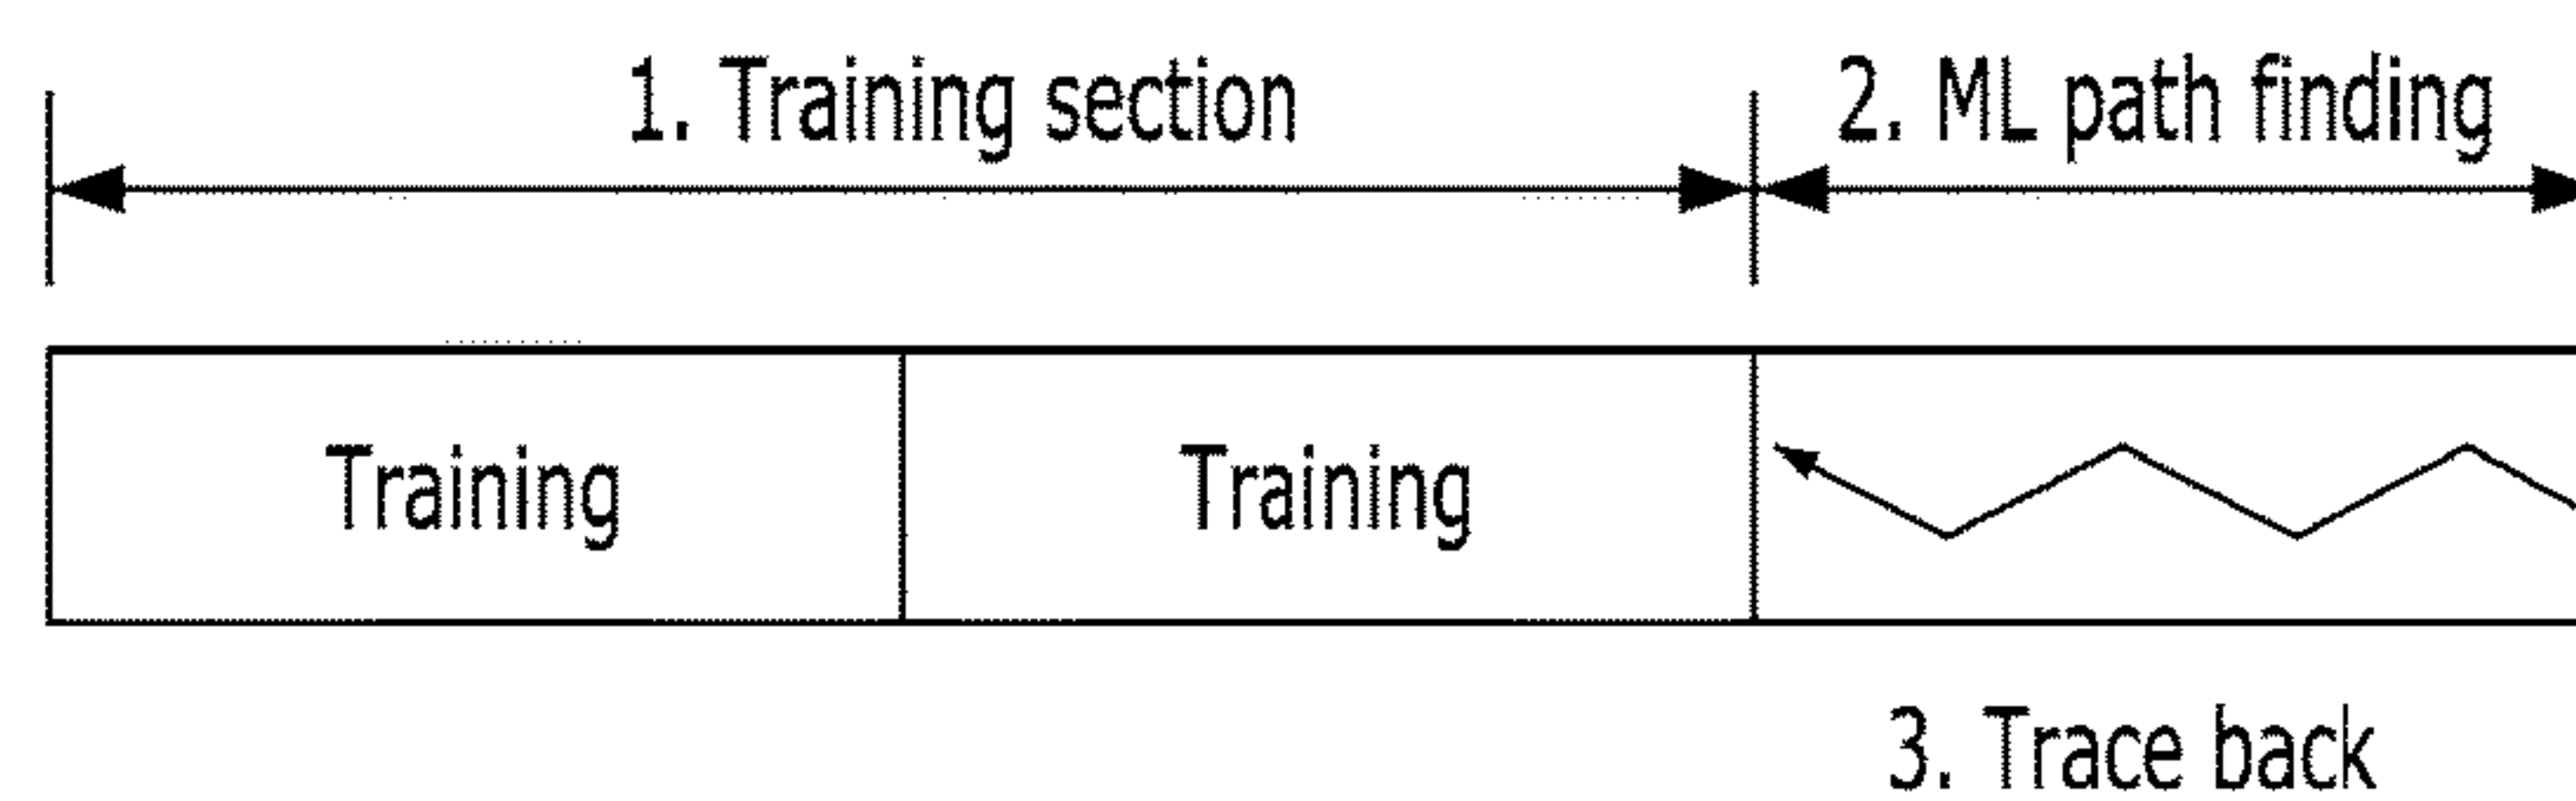 1. Training section 2. ML path finding
Training Training
3. Trace back